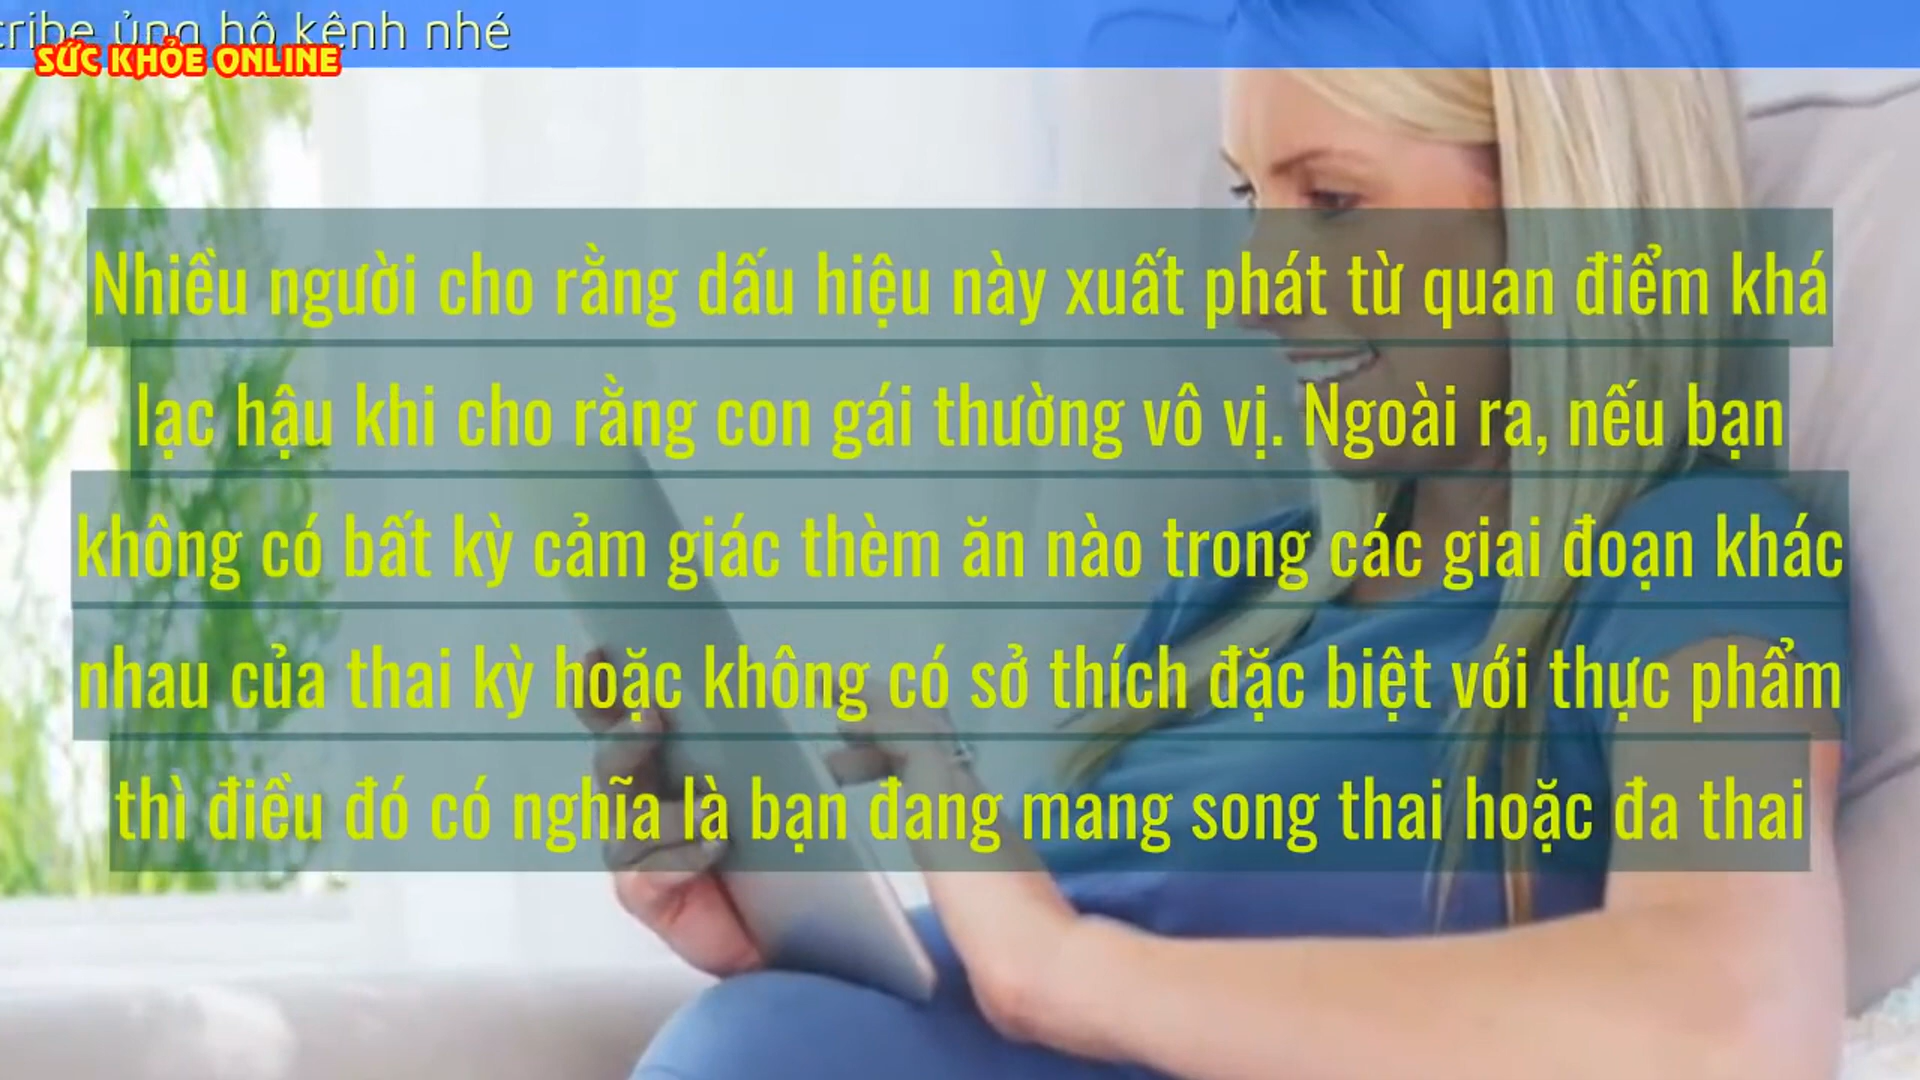 ủng hộ kênh nhé
SỨC KHỎE ONLINE
Nhiều người cho rằng dấu hiệu này xuất phát từ quan điểm khá
lạc hậu khi cho rằng con gái thường vô vị. Ngoài ra, nếu bạn
không có bất kỳ cảm giác thèm ăn nào trong các giai đoạn khác
nhau của thai kỳ hoặc không có sở thích đặc biệt với thực phẩm
thì điều đó có nghĩa là bạn đang mang song thai hoặc đa thai